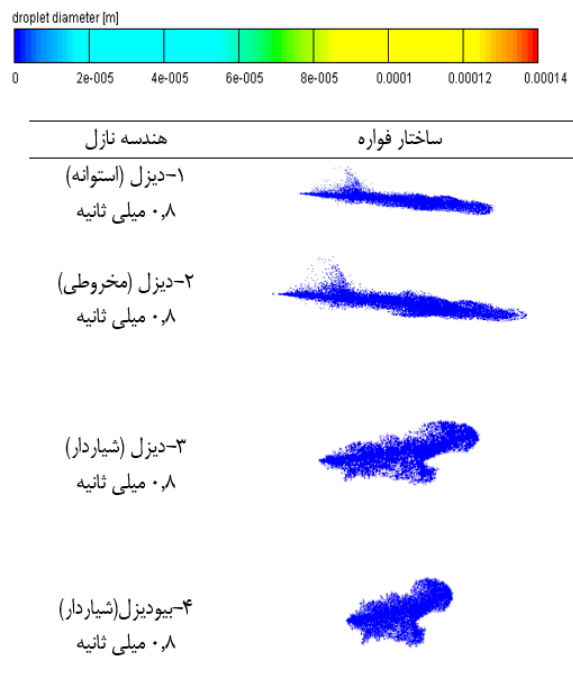 droplet diameter [m]
0 2e-005 4e-005 6e-005 8e-005 0.0001 0.00012 0.00014
ساختار فواره هندسه نازل
۱-دیزل (استوانه)
۰,۸ میلی ثانیه
۲-دیزل (مخروطی)
۰,۸ میلی ثانیه
۳-دیزل (شیاردار)
۰,۸ میلی ثانیه
۴-بیودیزل(شیاردار)
۰,۸ میلی ثانیه